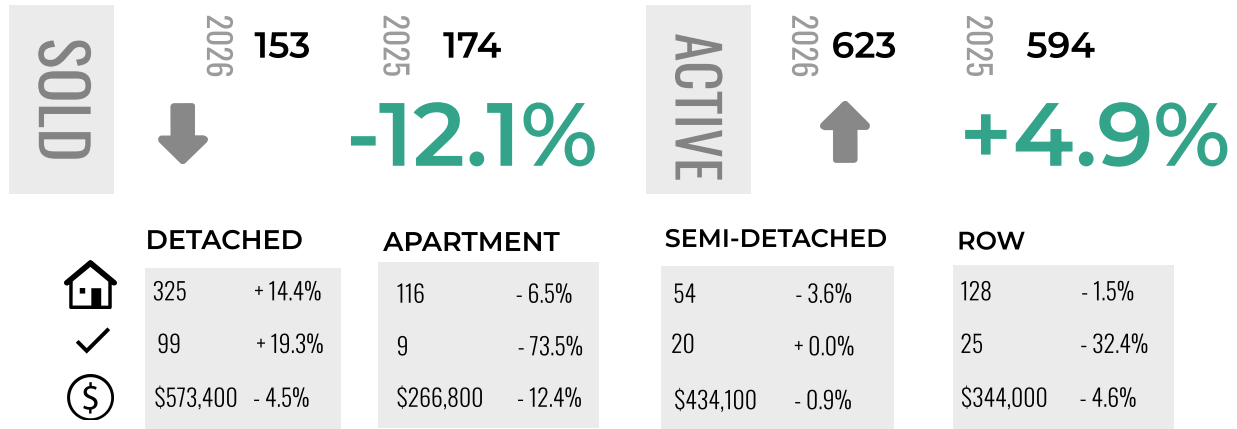 SOLD
2026 153 2025 174
-12.1%
ACTIVE
2026 623 2025 594
+4.9%
DETACHED
325 + 14.4%
99 + 19.3%
$573,400 - 4.5%
APARTMENT
116 - 6.5%
9 - 73.5%
$266,800 - 12.4%
SEMI-DETACHED
54 - 3.6%
20 + 0.0%
$434,100 - 0.9%
ROW
128 - 1.5%
25 - 32.4%
$344,000 - 4.6%
$